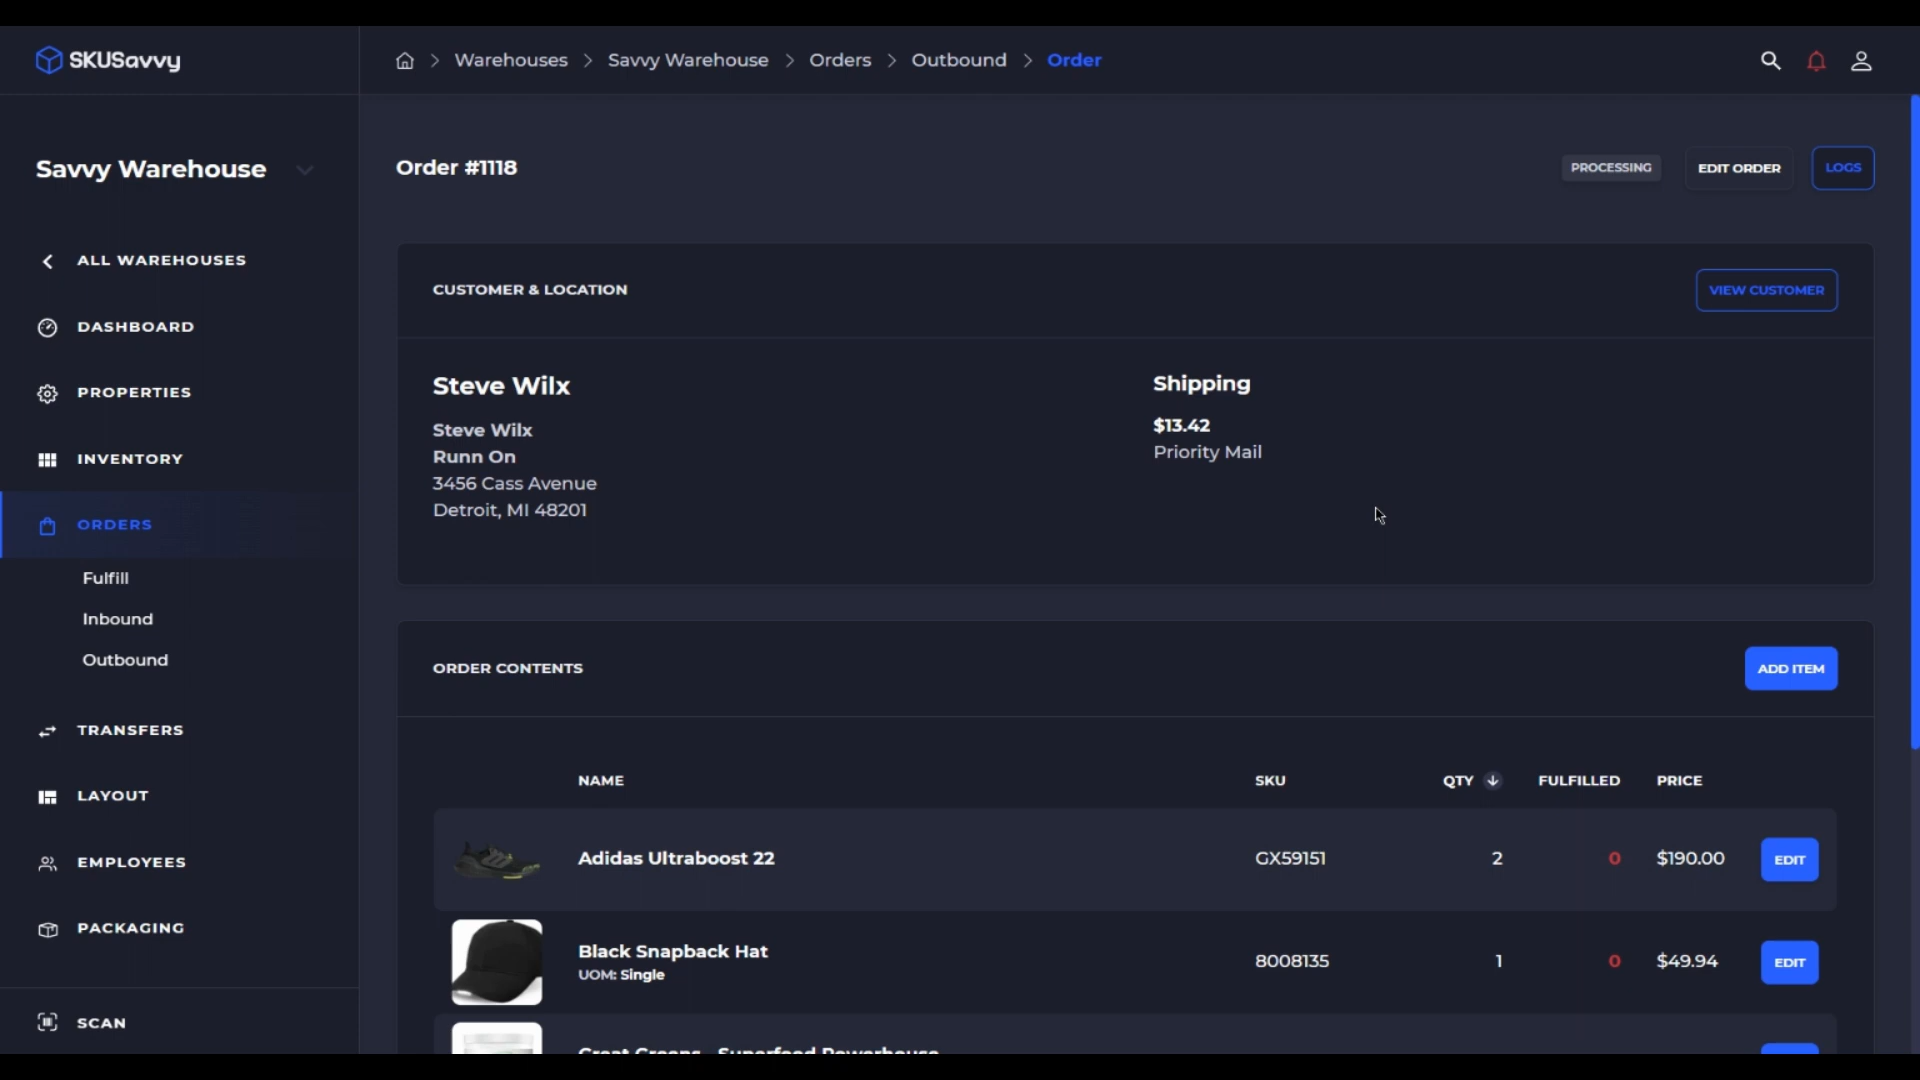 SKUSavvy
Warehouses > Savvy Warehouse > Orders > Outbound > Order
Savvy Warehouse
Order #1118
PROCESSING
EDIT ORDER
LOGS
ALL WAREHOUSES
DASHBOARD
PROPERTIES
INVENTORY
ORDERS
Fulfill
Inbound
Outbound
TRANSFERS
LAYOUT
EMPLOYEES
PACKAGING
SCAN
CUSTOMER & LOCATION
VIEW CUSTOMER
Steve Wilx
Steve Wilx
Runn On
3456 Cass Avenue
Detroit, MI 48201
Shipping
$13.42
Priority Mail
ORDER CONTENTS
ADD ITEM
NAME SKU QTY FULFILLED PRICE
Adidas Ultraboost 22 GX59151 2 0 $190.00 EDIT
Black Snapback Hat 8008135 1 0 $49.94 EDIT
UOM: Single
Great Greens - Superfood Powerhouse